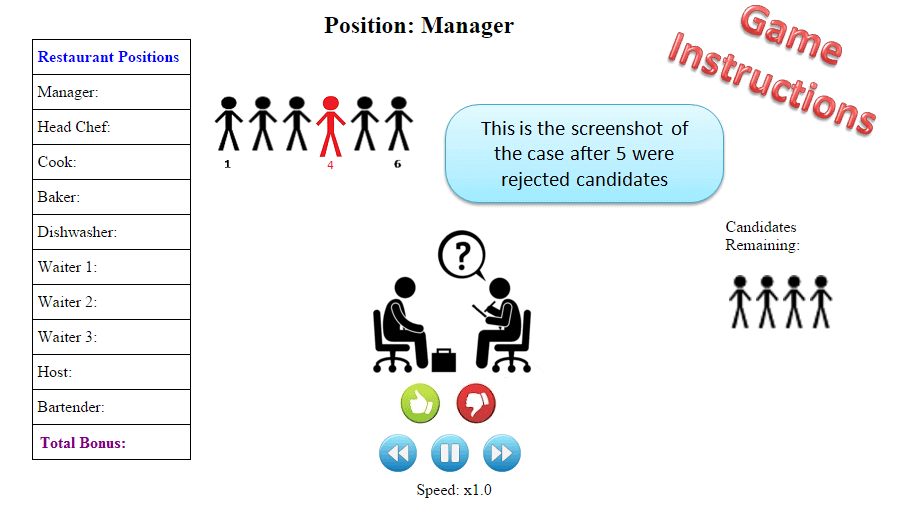 Position: Manager
Game
Instructions
Restaurant Positions
Manager:
Head Chef:
Cook:
Baker:
Dishwasher:
Waiter 1:
Waiter 2:
Waiter 3:
Host:
Bartender:
Total Bonus:
1 4 6
This is the screenshot of
the case after 5 were
rejected candidates
Candidates
Remaining:
?
Speed: x1.0